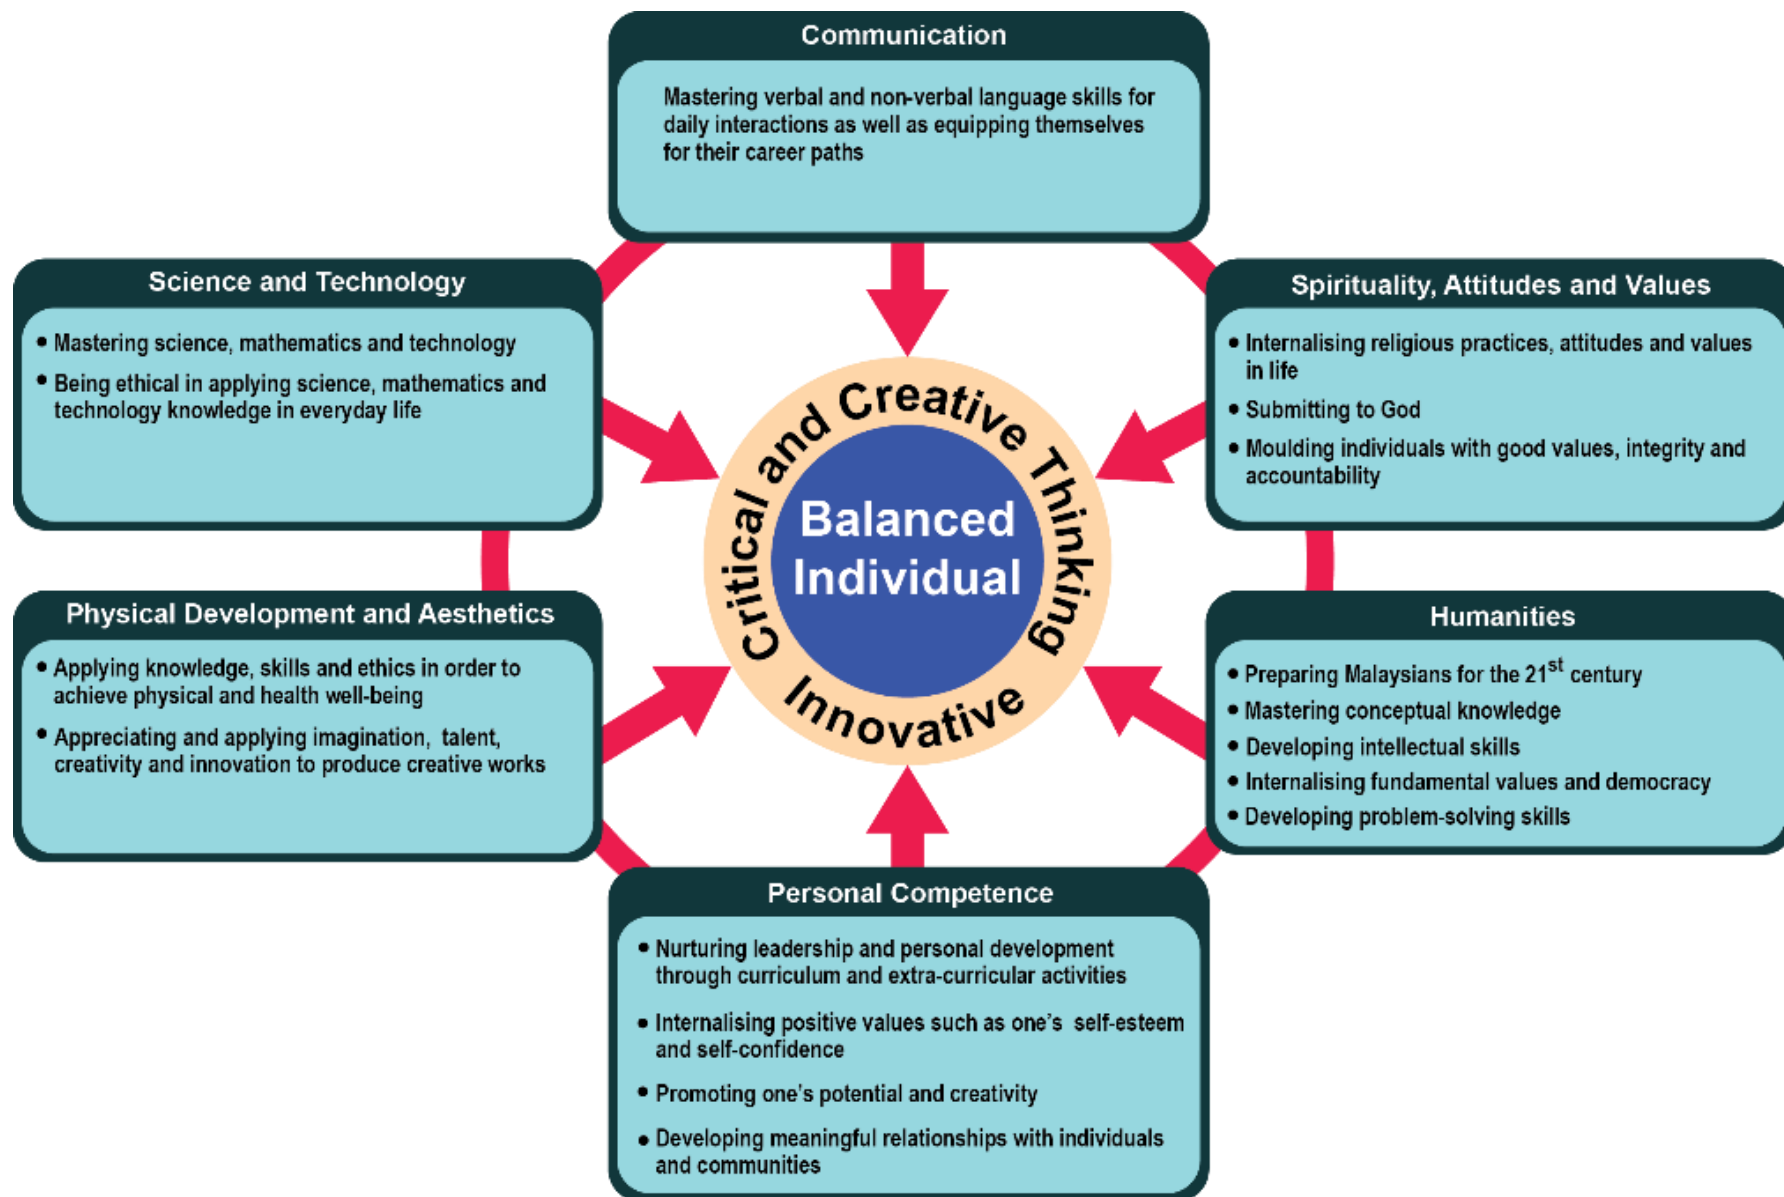 Communication
Mastering verbal and non-verbal language skills for
daily interactions as well as equipping themselves
for their career paths
Science and Technology
• Mastering science, mathematics and technology
• Being ethical in applying science, mathematics and
technology knowledge in everyday life
Spirituality, Attitudes and Values
• Internalising religious practices, attitudes and values
in life
• Submitting to God
• Moulding individuals with good values, integrity and
accountability
Critical and Creative Thinking
Innovative
Balanced
Individual
Physical Development and Aesthetics
• Applying knowledge, skills and ethics in order to
achieve physical and health well-being
• Appreciating and applying imagination, talent,
creativity and innovation to produce creative works
Humanities
• Preparing Malaysians for the 21st century
• Mastering conceptual knowledge
• Developing intellectual skills
• Internalising fundamental values and democracy
• Developing problem-solving skills
Personal Competence
• Nurturing leadership and personal development
through curriculum and extra-curricular activities
• Internalising positive values such as one's self-esteem
and self-confidence
• Promoting one's potential and creativity
• Developing meaningful relationships with individuals
and communities